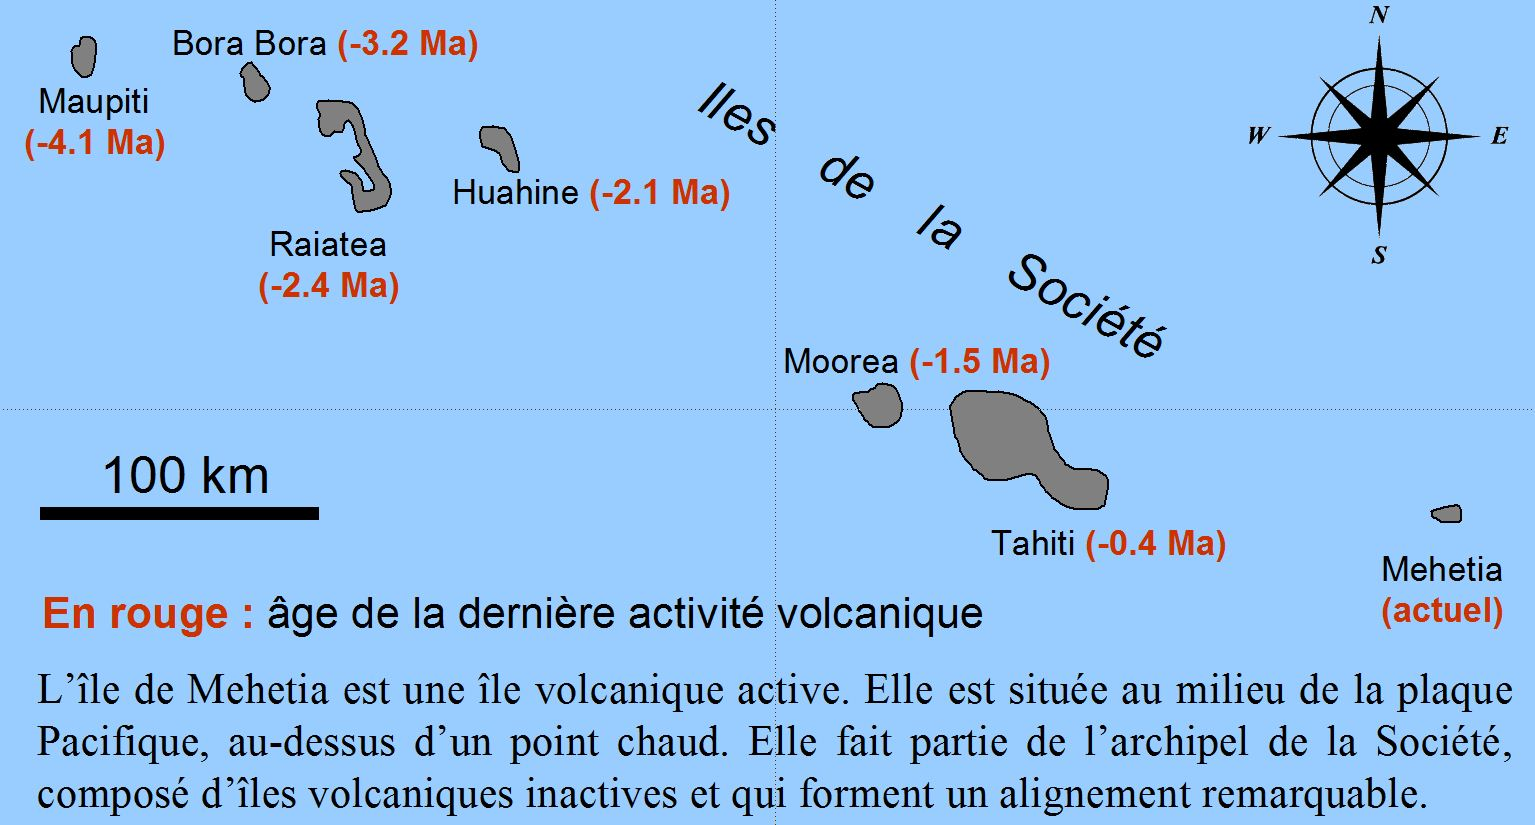 N
Bora Bora (-3.2 Ma)
Maupiti
(-4.1 Ma)
Iles de la Société
W
E
Huahine (-2.1 Ma)
Raiatea
(-2.4 Ma)
S
Moorea (-1.5 Ma)
100 km
Tahiti (-0.4 Ma)
Mehetia
(actuel)
En rouge : âge de la dernière activité volcanique
L’île de Mehetia est une île volcanique active. Elle est située au milieu de la plaque
Pacifique, au-dessus d’un point chaud. Elle fait partie de l’archipel de la Société,
composé d’îles volcaniques inactives et qui forment un alignement remarquable.